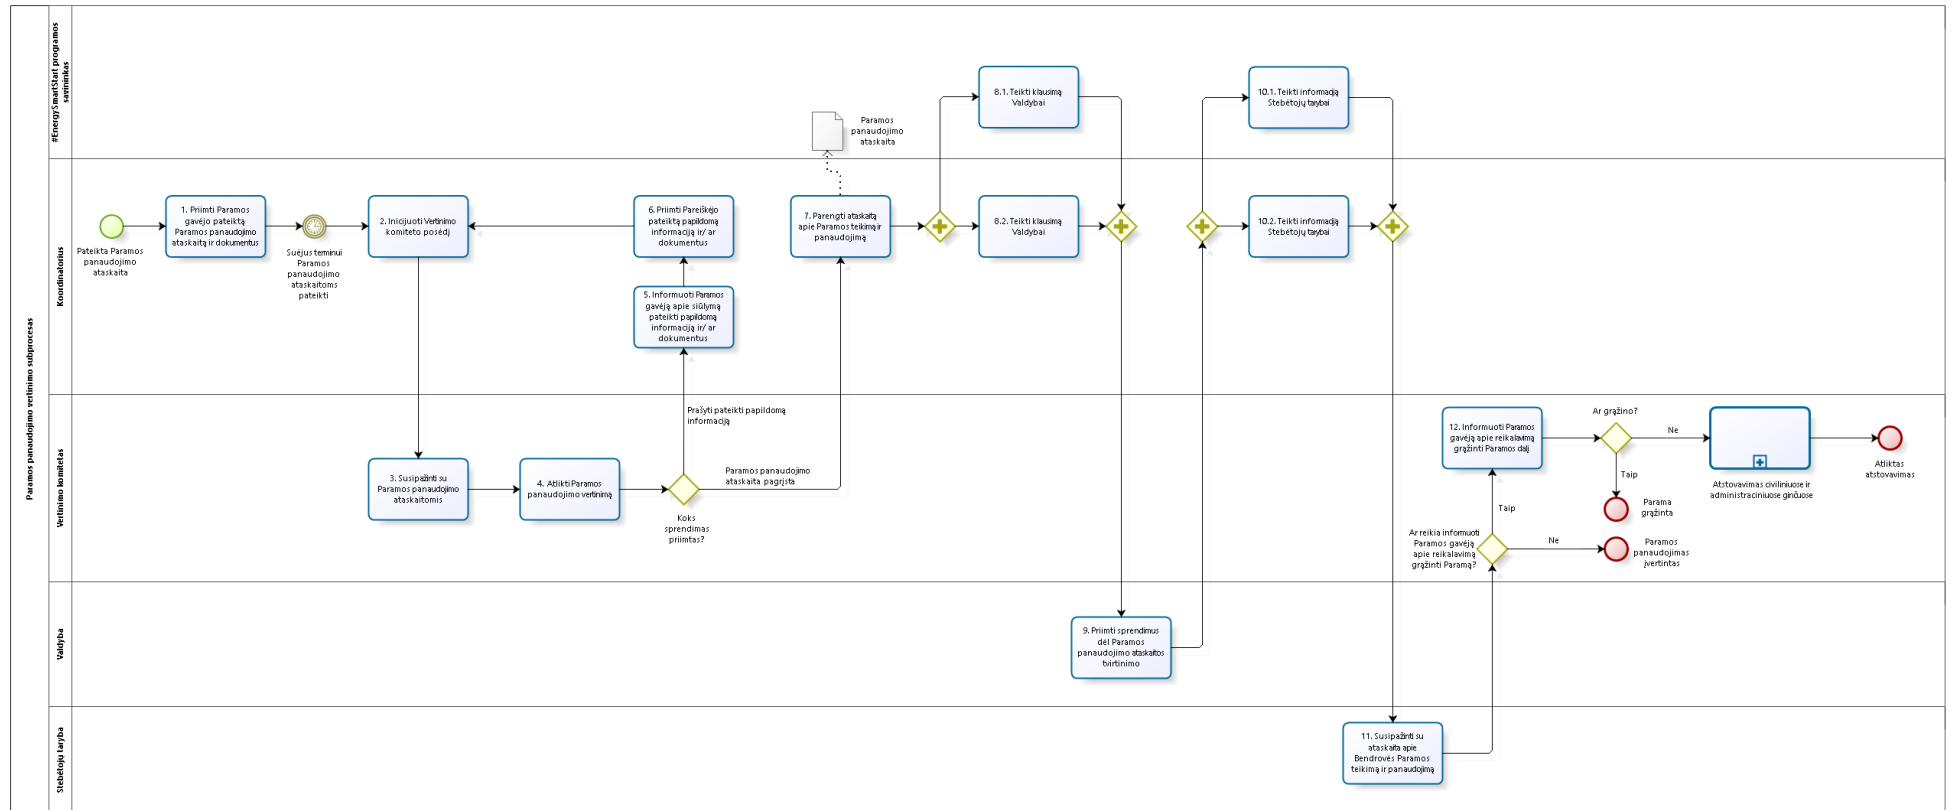 Paramos panaudojimo vertinimo subprocesas
#EnergySmartStart programos
savininkas
Koordinatorius
Vertinimo komitetas
Valdyba
Stebėtojų taryba
Pateikta Paramos
panaudojimo
ataskaita
1. Priimti Paramos
gavėjo pateiktą
Paramos panaudojimo
ataskaitą ir dokumentus
Suėjus terminui
Paramos
panaudojimo
ataskaitoms
pateikti
2. Inicijuoti Vertinimo
komiteto posėdį
3. Susipažinti su
Paramos panaudojimo
ataskaitomis
4. Atlikti Paramos
panaudojimo vertinimą
Koks
sprendimas
priimtas?
Prašyti pateikti papildomą
informaciją
5. Informuoti Paramos
gavėją apie siūlymą
pateikti papildomą
informaciją ir/ ar
dokumentus
6. Priimti Pareiškėjo
pateiktą papildomą
informaciją ir/ ar
dokumentus
Paramos panaudojimo
ataskaita pagrįsta
7. Parengti ataskaitą
apie Paramos teikimą ir
panaudojimą
Paramos
panaudojimo
ataskaita
8.1. Teikti klausimą
Valdybai
8.2. Teikti klausimą
Valdybai
9. Priimti sprendimus
dėl Paramos
panaudojimo ataskaitos
tvirtinimo
10.1. Teikti informaciją
Stebėtojų tarybai
10.2. Teikti informaciją
Stebėtojų tarybai
11. Susipažinti su
ataskaita apie
Bendrovės Paramos
teikimą ir panaudojimą
Ar reikia informuoti
Paramos gavėją
apie reikalavimą
grąžinti Paramą?
Taip
Ne
Paramos
panaudojimas
įvertintas
12. Informuoti Paramos
gavėją apie reikalavimą
grąžinti Paramos dalį
Ar grąžino?
Taip
Parama
grąžinta
Ne
Atstovavimas civiliniuose ir
administraciniuose ginčuose
Atliktas
atstovavimas